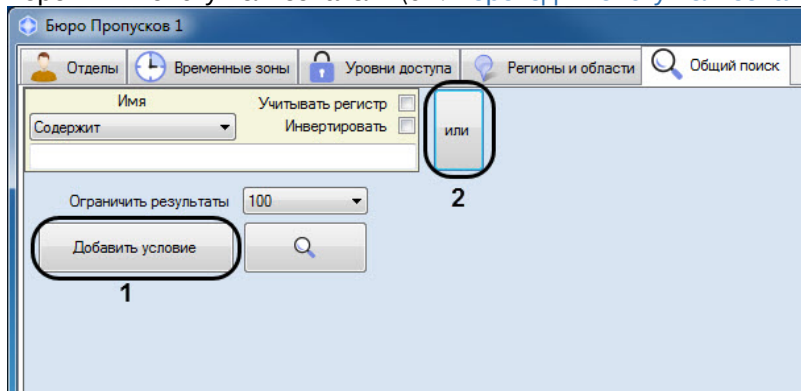 Бюро Пропусков 1
Отделы Временные зоны Уровни доступа Регионы и области Общий поиск
Имя Учитывать регистр
Содержит Инвертировать или
Ограничить результаты 100 2
Добавить условие
1